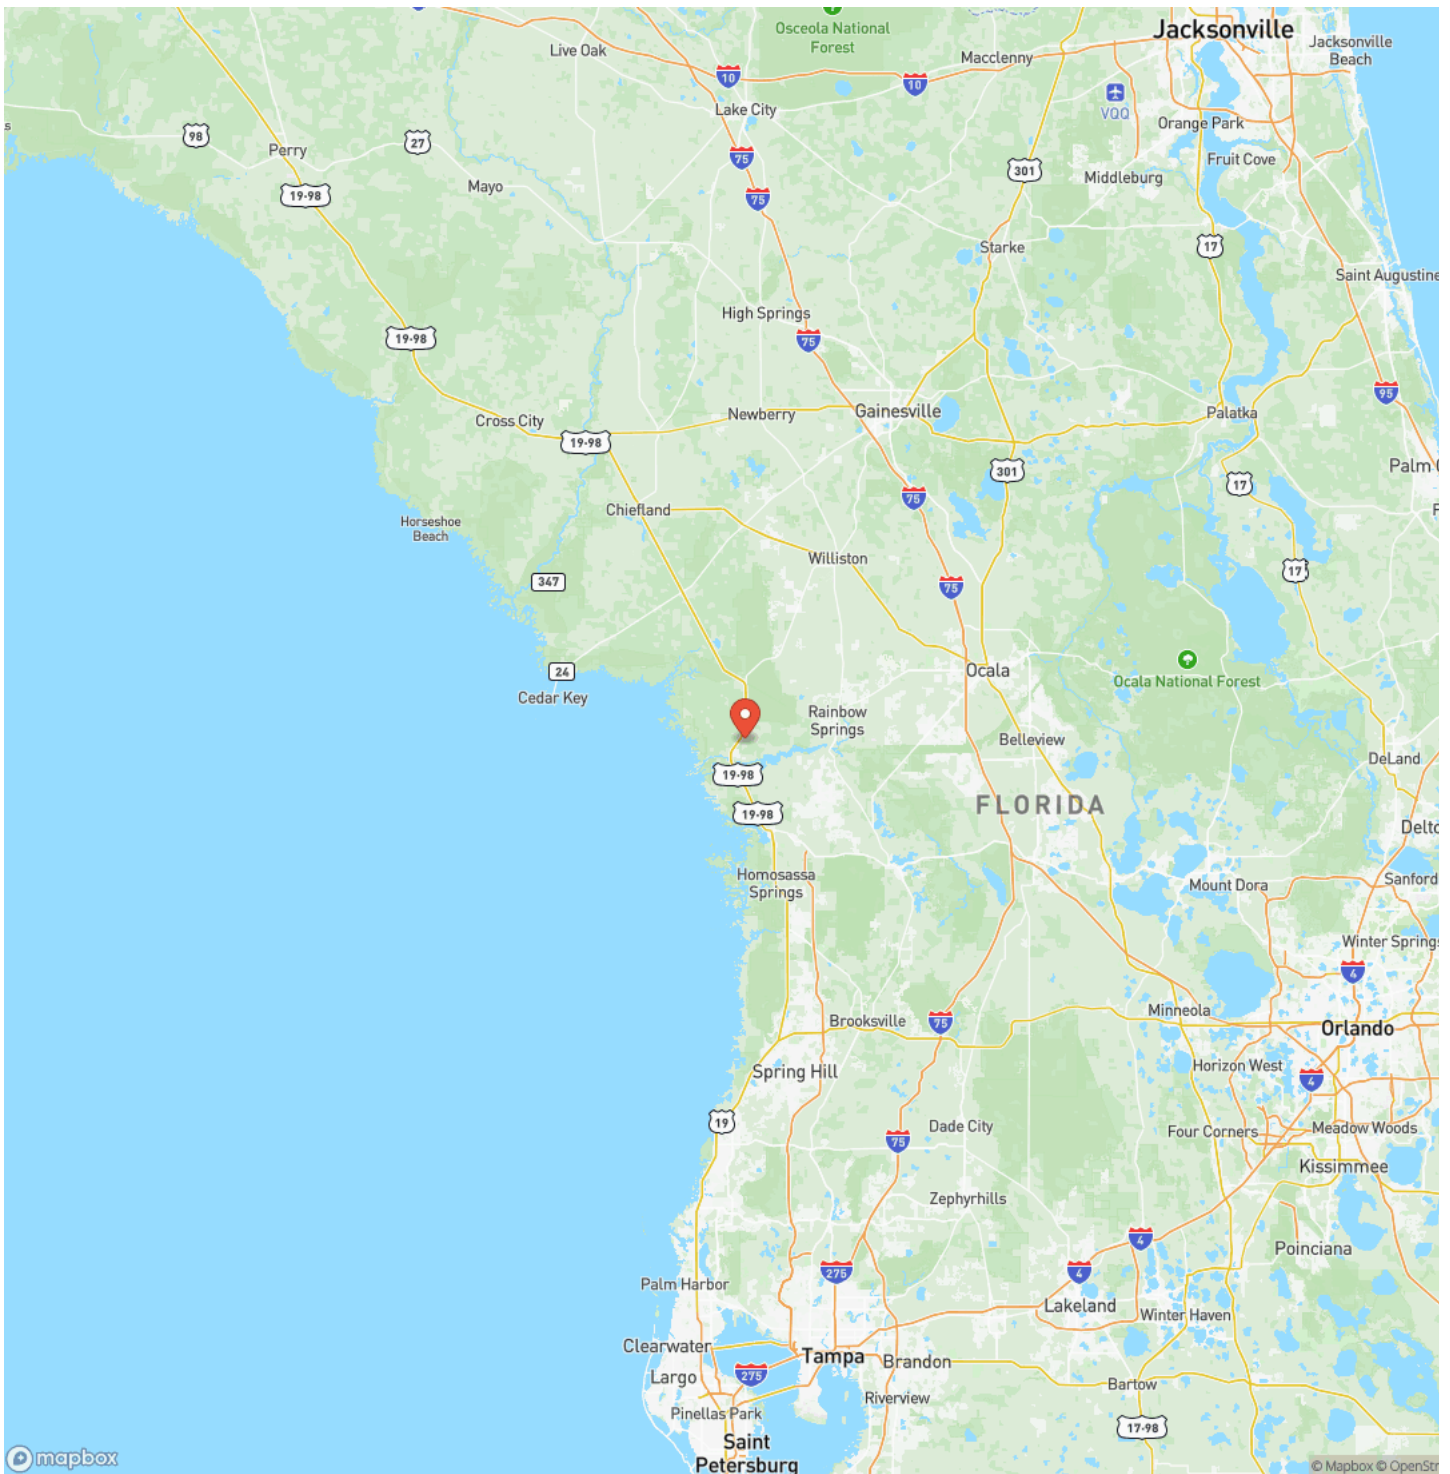 Jacksonville
Osceola National
Forest
Live Oak
Macclenny
Jacksonville
Beach
10
10
Lake City
VQQ
Orange Park
98
Perry
27
75
Fruit Cove
301
Middleburg
Mayo
19-98
75
Starke
17
Saint Augustine
High Springs
19-98
75
95
Cross City
Newberry
Gainesville
Palatka
19-98
301
Palm
17
75
Chiefland
Horseshoe
Beach
Williston
17
347
75
24
Cedar Key
Ocala
Ocala National Forest
Rainbow
Springs
Belleview
DeLand
19-98
FLORIDA
19-98
Delto
Homosassa
Springs
Mount Dora
Sanford
Winter Springs
4
Minneola
Brooksville
75
Orlando
Spring Hill
Horizon West
4
19
Dade City
75
Four Corners
Meadow Woods
Kissimmee
Zephyrhills
4
Poinciana
275
4
Palm Harbor
Lakeland
Winter Haven
Clearwater
Tampa
Brandon
275
Largo
Bartow
Riverview
Pinellas Park
17-98
Saint
Petersburg
mapbox
© Mapbox © OpenStr